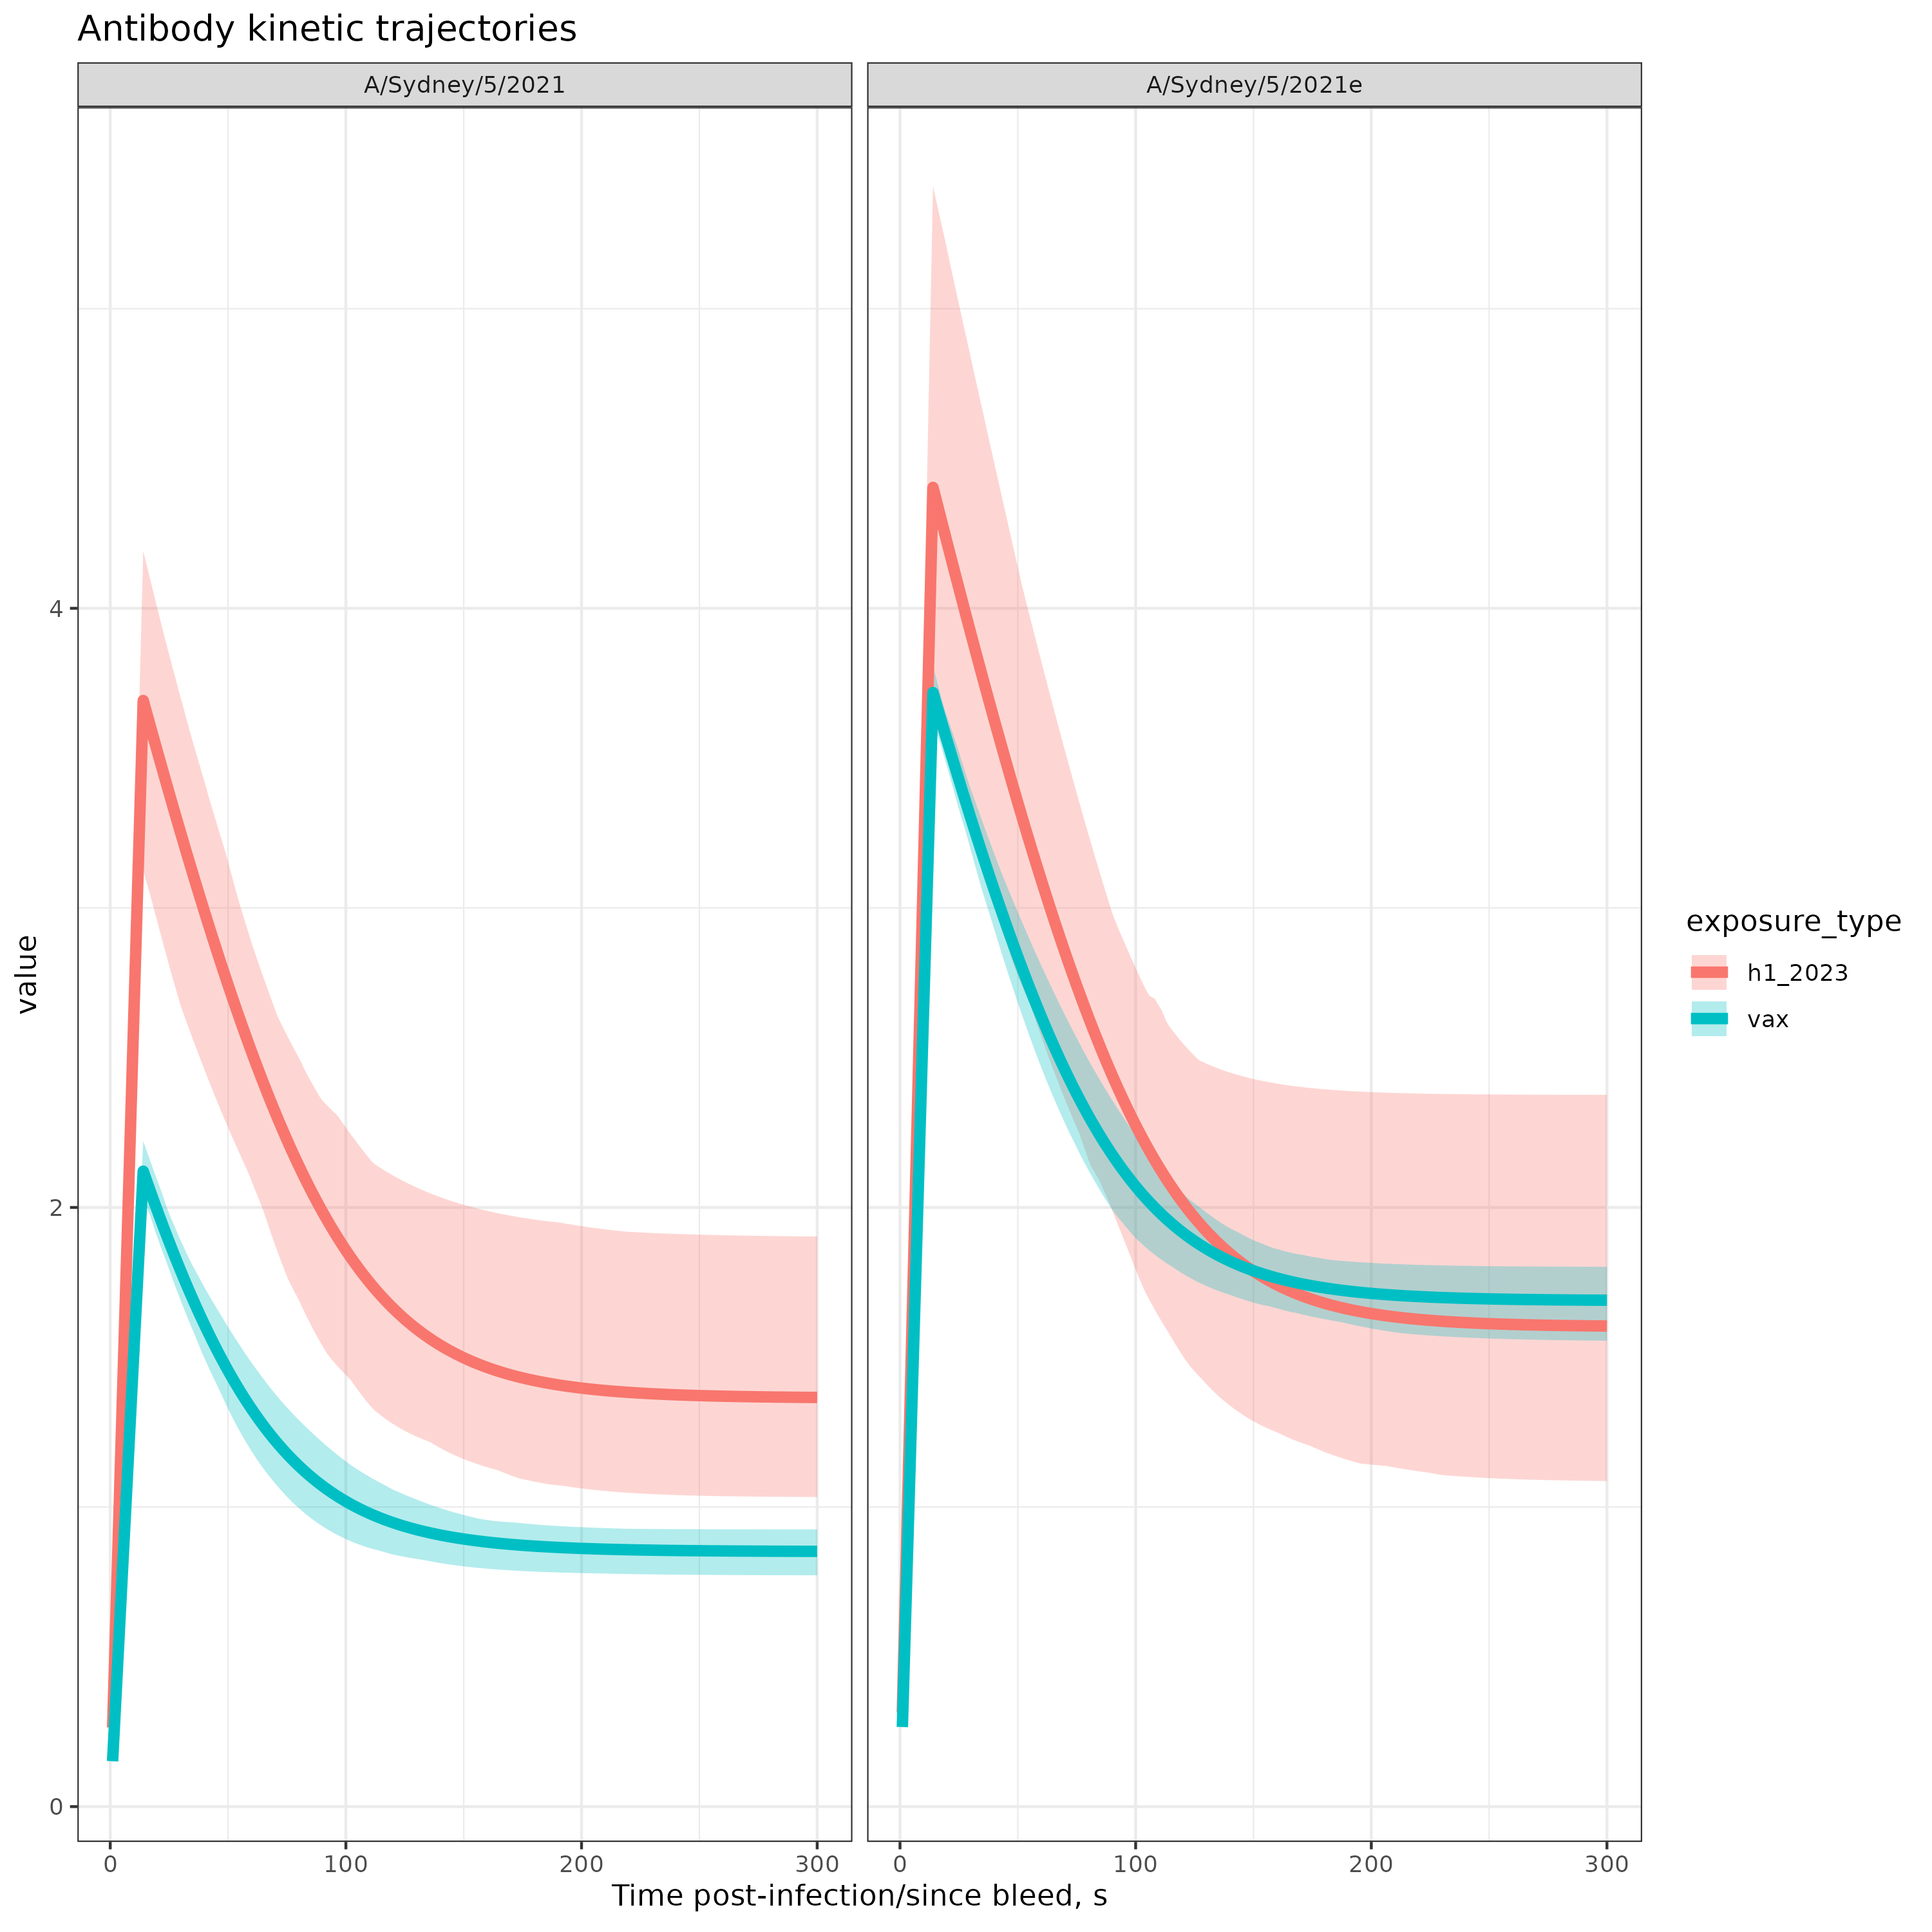 Antibody kinetic trajectories
A/Sydney/5/2021
A/Sydney/5/2021e
value
4
2
0
0
100
200
300
0
100
200
300
Time post-infection/since bleed, s
exposure_type
h1_2023
vax